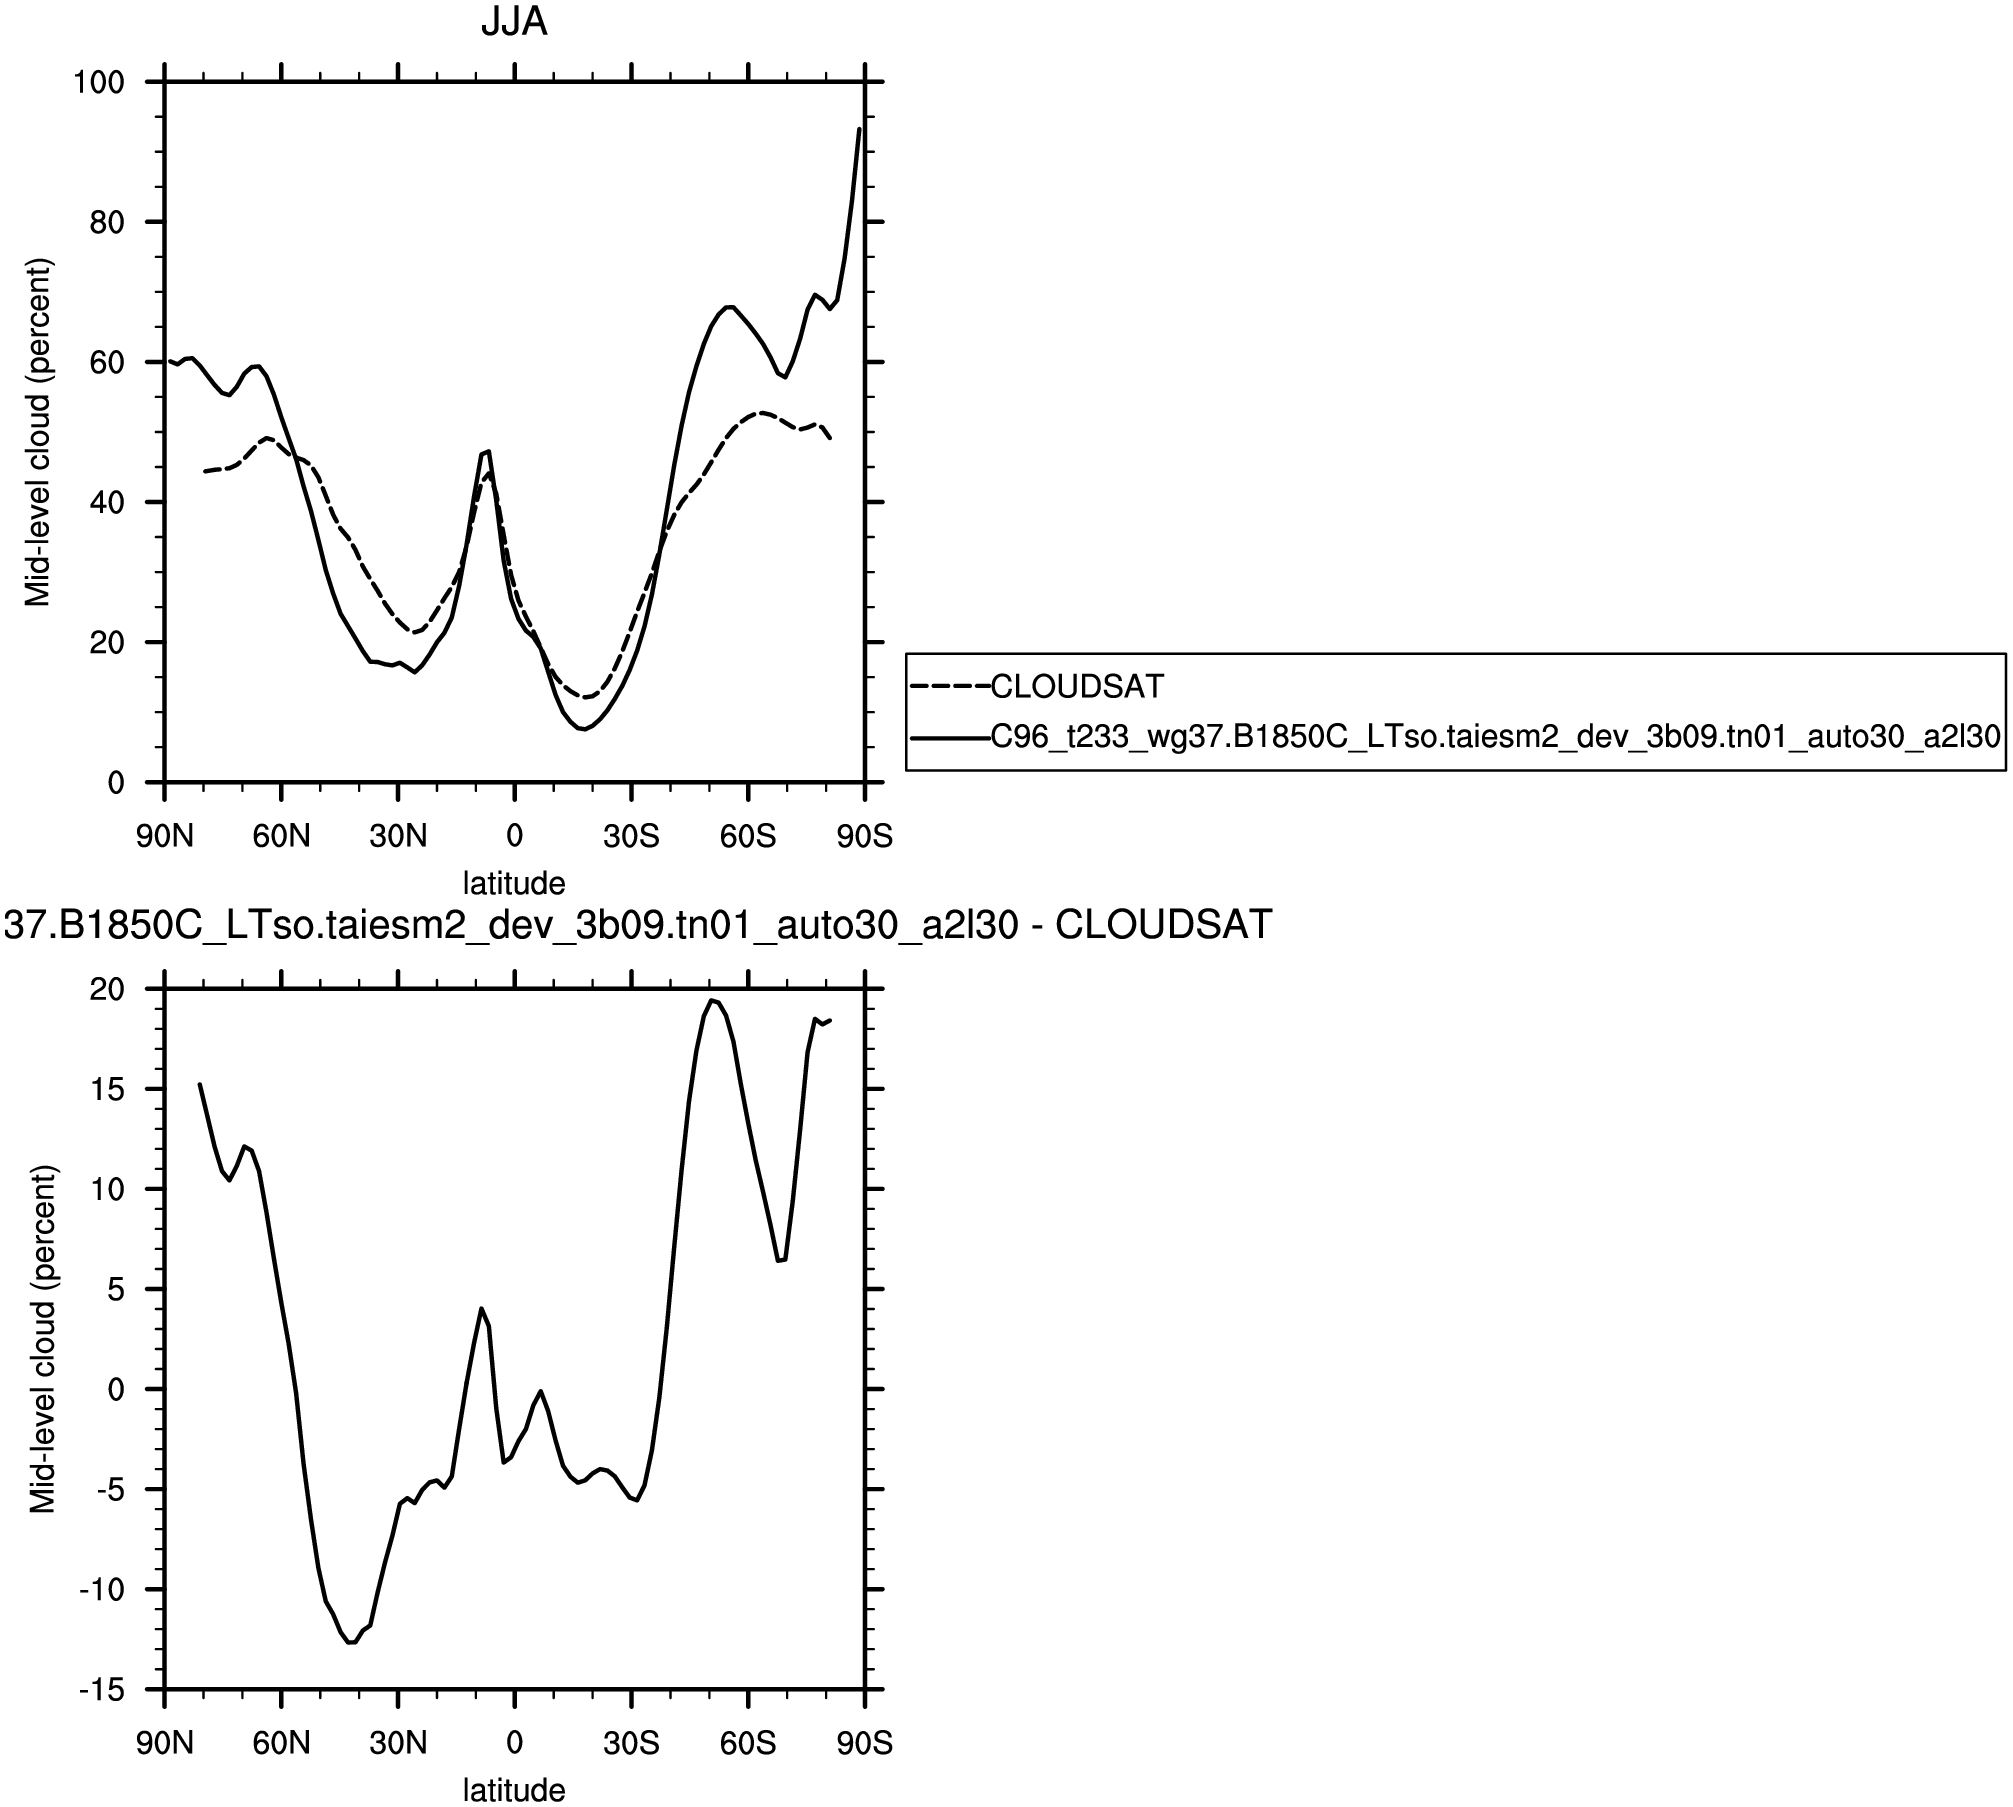 JJA
100
80
60
40
20
0
Mid-level cloud (percent)
90N 60N 30N 0 30S 60S 90S
latitude
CLOUDSAT
C96_t233_wg37.B1850C_LTso.taiesm2_dev_3b09.tn01_auto30_a2l30
37.B1850C_LTso.taiesm2_dev_3b09.tn01_auto30_a2l30 - CLOUDSAT
20
15
10
5
0
-5
-10
-15
Mid-level cloud (percent)
90N 60N 30N 0 30S 60S 90S
latitude